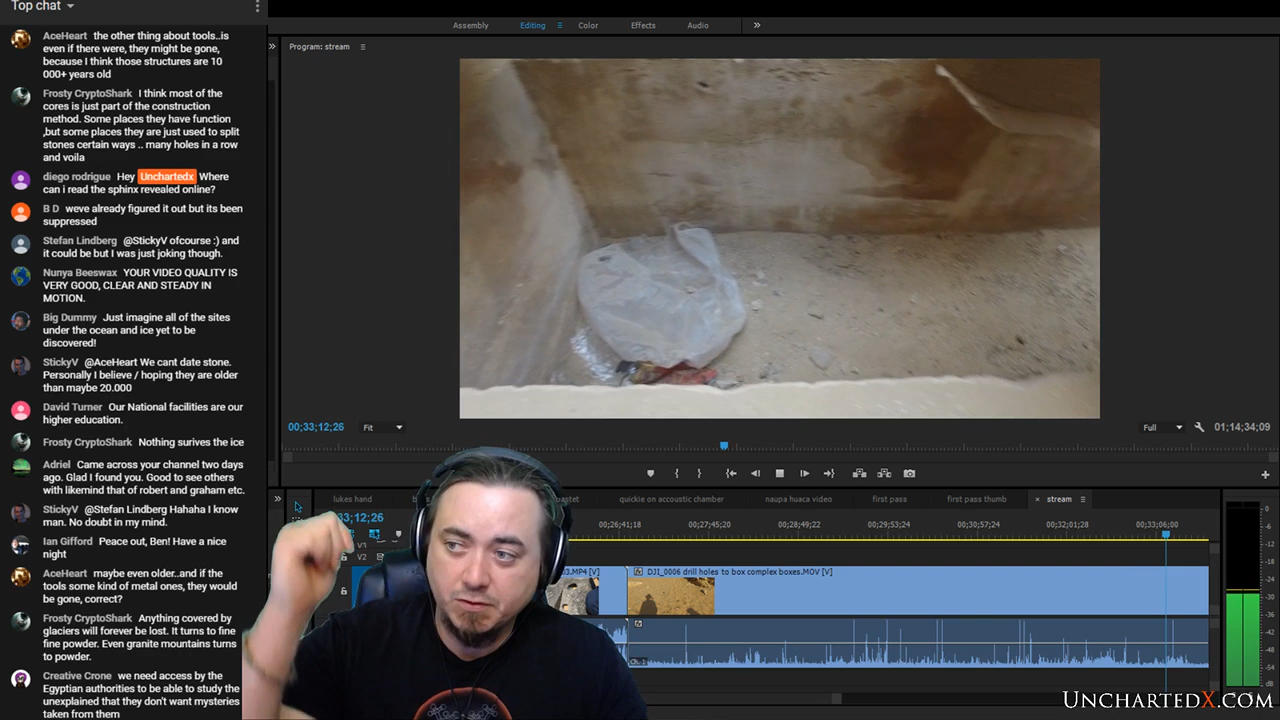 Top chat
AceHeart the other thing about tools..is
even if there were, they might be gone,
because I think those structures are 10
000+ years old
Frosty CryptoShark I think most of the
cores is just part of the construction
method. Some places they have function
,but some places they are just used to split
stones certain ways .. many holes in a row
and voila
diego rodrigue Hey Unchartedx Where
can i read the sphinx revealed online?
B D weve already figured it out but its been
suppressed
Stefan Lindberg @StickyV ofcourse :) and
it could be but I was just joking though.
Nunya Beeswax YOUR VIDEO QUALITY IS
VERY GOOD, CLEAR AND STEADY IN
MOTION.
Big Dummy Just imagine all of the sites
under the ocean and ice yet to be
discovered!
StickyV @AceHeart We cant date stone.
Personally I believe / hoping they are older
than maybe 20.000
David Turner Our National facilities are our
higher education.
Frosty CryptoShark Nothing surives the ice
Adriel Came across your channel two days
ago. Glad I found you. Good to see others
with likemind that of robert and graham etc.
StickyV @Stefan Lindberg Hahaha I know
man. No doubt in my mind.
Ian Gifford Peace out, Ben! Have a nice
night
AceHeart maybe even older..and if the
tools some kind of metal ones, they would
be gone, correct?
Frosty CryptoShark Anything covered by
glaciers will forever be lost. It turns to fine
fine powder. Even granite mountains turns
to powder.
Creative Crone we need access by the
Egyptian authorities to be able to study the
unexplained that they don't want mysteries
taken from them
Assembly Editing Color Effects Audio
Program: stream
00;33;12;26 Fit Full 01;14;34;09
lukes hand quickie on accoustic chamber naupa huaca video first pass first pass thumb stream
33;12;26
00;26;41;18 00;27;45;20 00;28;49;22 00;29;53;24 00;30;57;24 00;32;01;28 00;33;06;00
V2
.MP4 [V] DJI_0006 drill holes to box complex boxes.MOV [V]
0
-6
-12
-18
-24
-30
-36
-42
-48
-54
UnchartedX.com